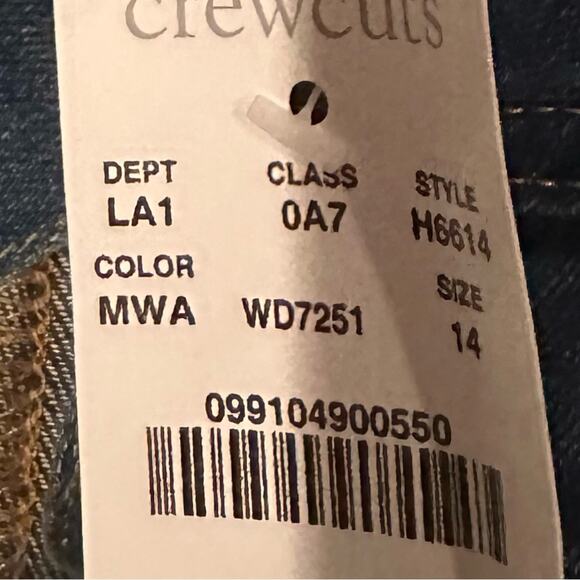 crewcuts
DEPT CLASS STYLE
LA1 0A7 H6614
COLOR SIZE
MWA WD7251 14
099104900550